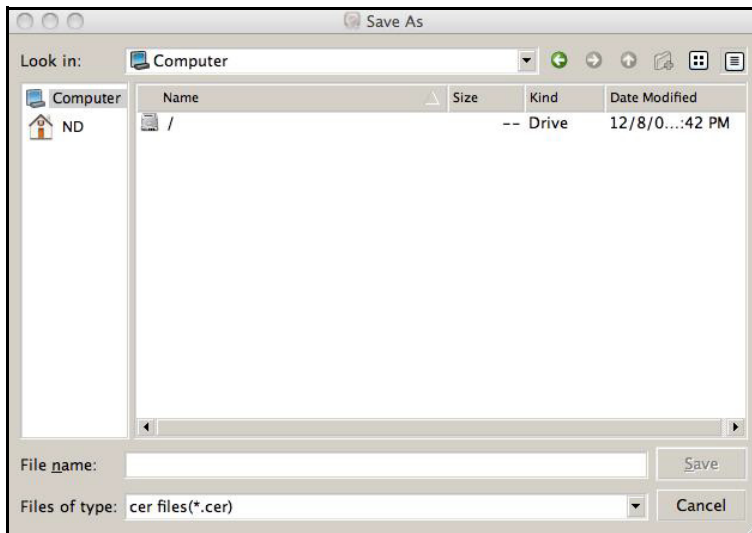 Save As
Look in: Computer
Computer
ND
Name Size Kind Date Modified
/ -- Drive 12/8/0...:42 PM
File name: Save
Files of type: cer files(*.cer) Cancel